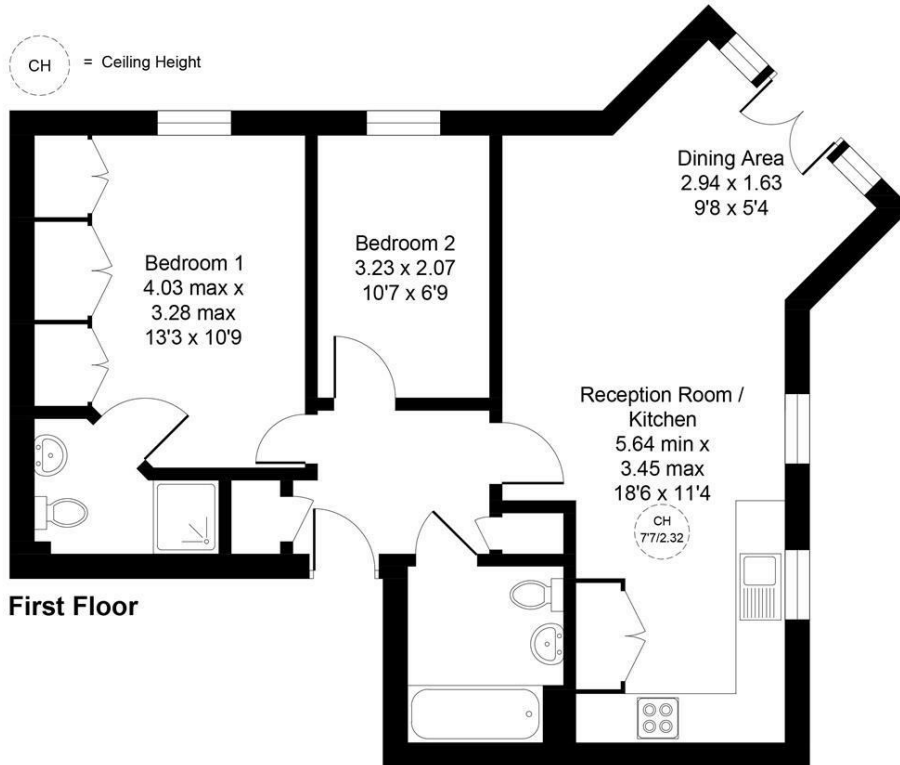 CH
= Ceiling Height
Dining Area
2.94 x 1.63
9'8 x 5'4
Bedroom 2
3.23 x 2.07
10'7 x 6'9
Bedroom 1
4.03 max x
3.28 max
13'3 x 10'9
Reception Room /
Kitchen
5.64 min x
3.45 max
18'6 x 11'4
CH
7'7/2.32
First Floor